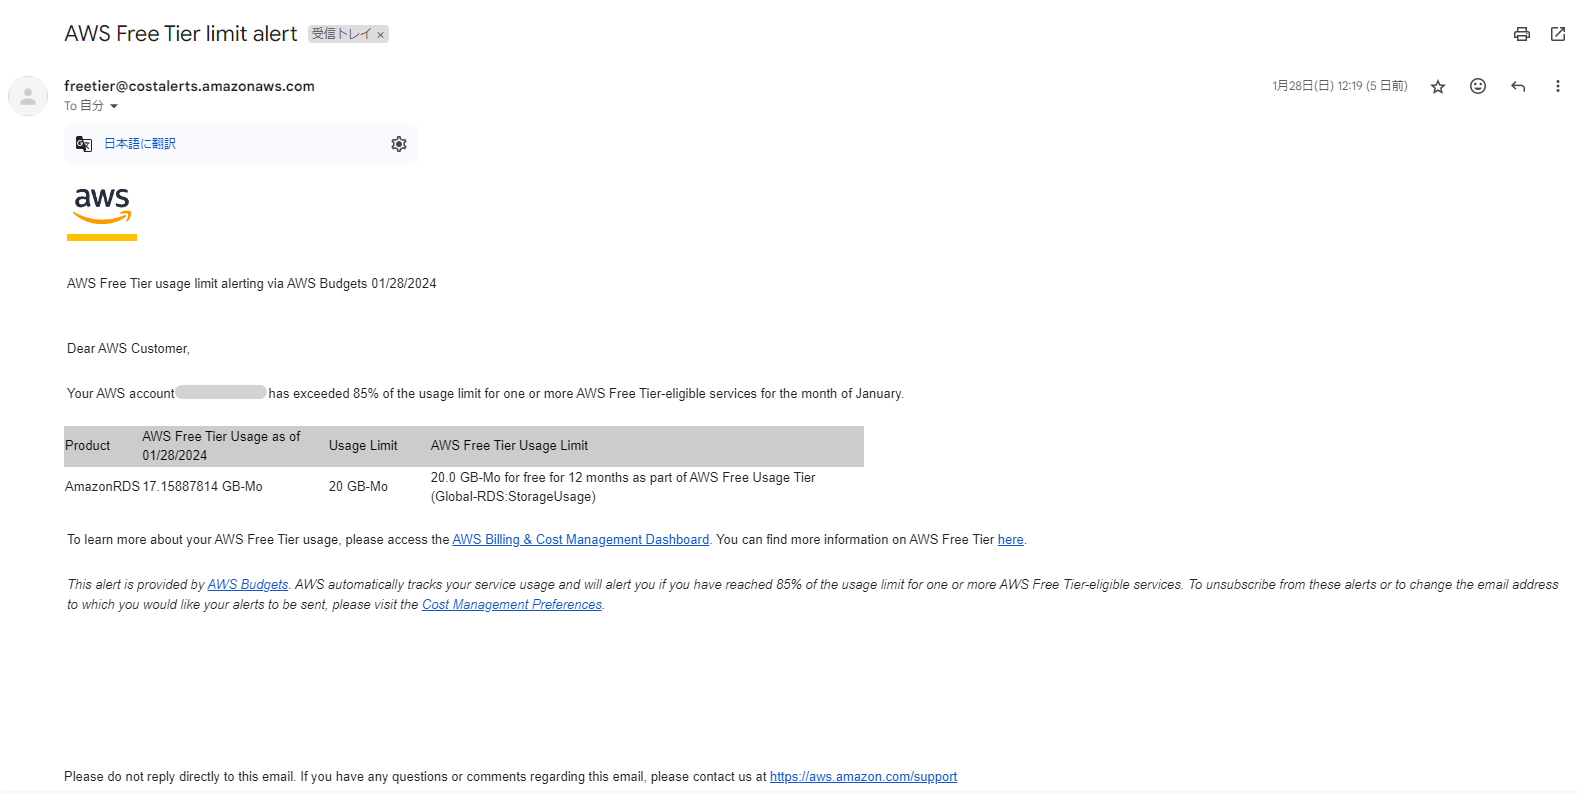 AWS Free Tier limit alert 受信トレイ ×
freetier@costalerts.amazonaws.com
1月28日(日) 12:19 (5 日前)
To 自分
日本語に翻訳
aws
AWS Free Tier usage limit alerting via AWS Budgets 01/28/2024
Dear AWS Customer,
Your AWS account has exceeded 85% of the usage limit for one or more AWS Free Tier-eligible services for the month of January.
Product AWS Free Tier Usage as of 01/28/2024 Usage Limit AWS Free Tier Usage Limit
AmazonRDS 17.15887814 GB-Mo 20 GB-Mo 20.0 GB-Mo for free for 12 months as part of AWS Free Usage Tier
(Global-RDS:StorageUsage)
To learn more about your AWS Free Tier usage, please access the AWS Billing & Cost Management Dashboard. You can find more information on AWS Free Tier here.
This alert is provided by AWS Budgets. AWS automatically tracks your service usage and will alert you if you have reached 85% of the usage limit for one or more AWS Free Tier-eligible services. To unsubscribe from these alerts or to change the email address
to which you would like your alerts to be sent, please visit the Cost Management Preferences.
Please do not reply directly to this email. If you have any questions or comments regarding this email, please contact us at https://aws.amazon.com/support